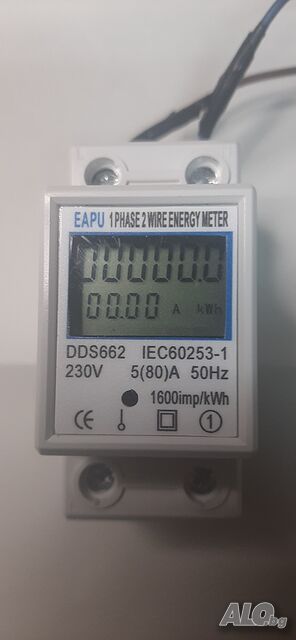 EAPU 1 PHASE 2 WIRE ENERGY METER
00000.0
00.00 A kWh
DDS662 IEC60253-1
230V 5(80)A 50Hz
1600imp/kWh
CE 1
ALO.bg